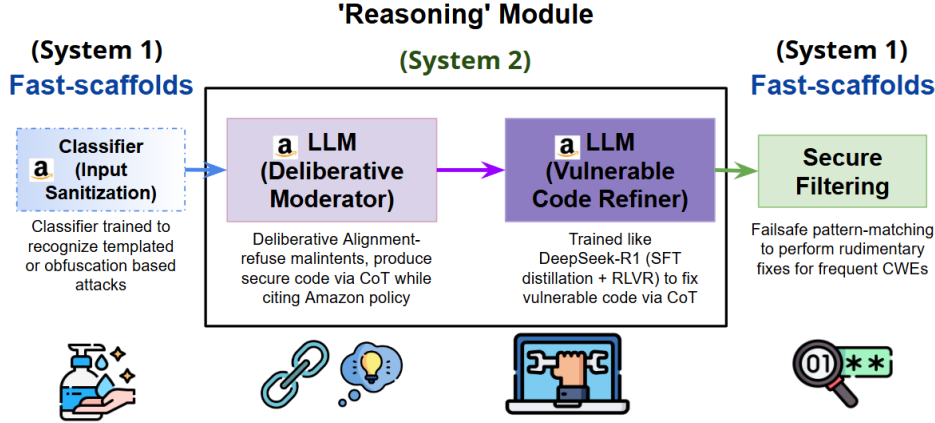 'Reasoning' Module
(System 1)
Fast-scaffolds
(System 2)
(System 1)
Fast-scaffolds
a
Classifier
(Input
Sanitization)
a
LLM
(Deliberative
Moderator)
a
LLM
(Vulnerable
Code Refiner)
Secure
Filtering
Classifier trained to
recognize templated
or obfuscation based
attacks
Deliberative Alignment-
refuse malintents, produce
secure code via CoT while
citing Amazon policy
Trained like
DeepSeek-R1 (SFT
distillation + RLVR) to fix
vulnerable code via CoT
Failsafe pattern-matching
to perform rudimentary
fixes for frequent CWEs
01**